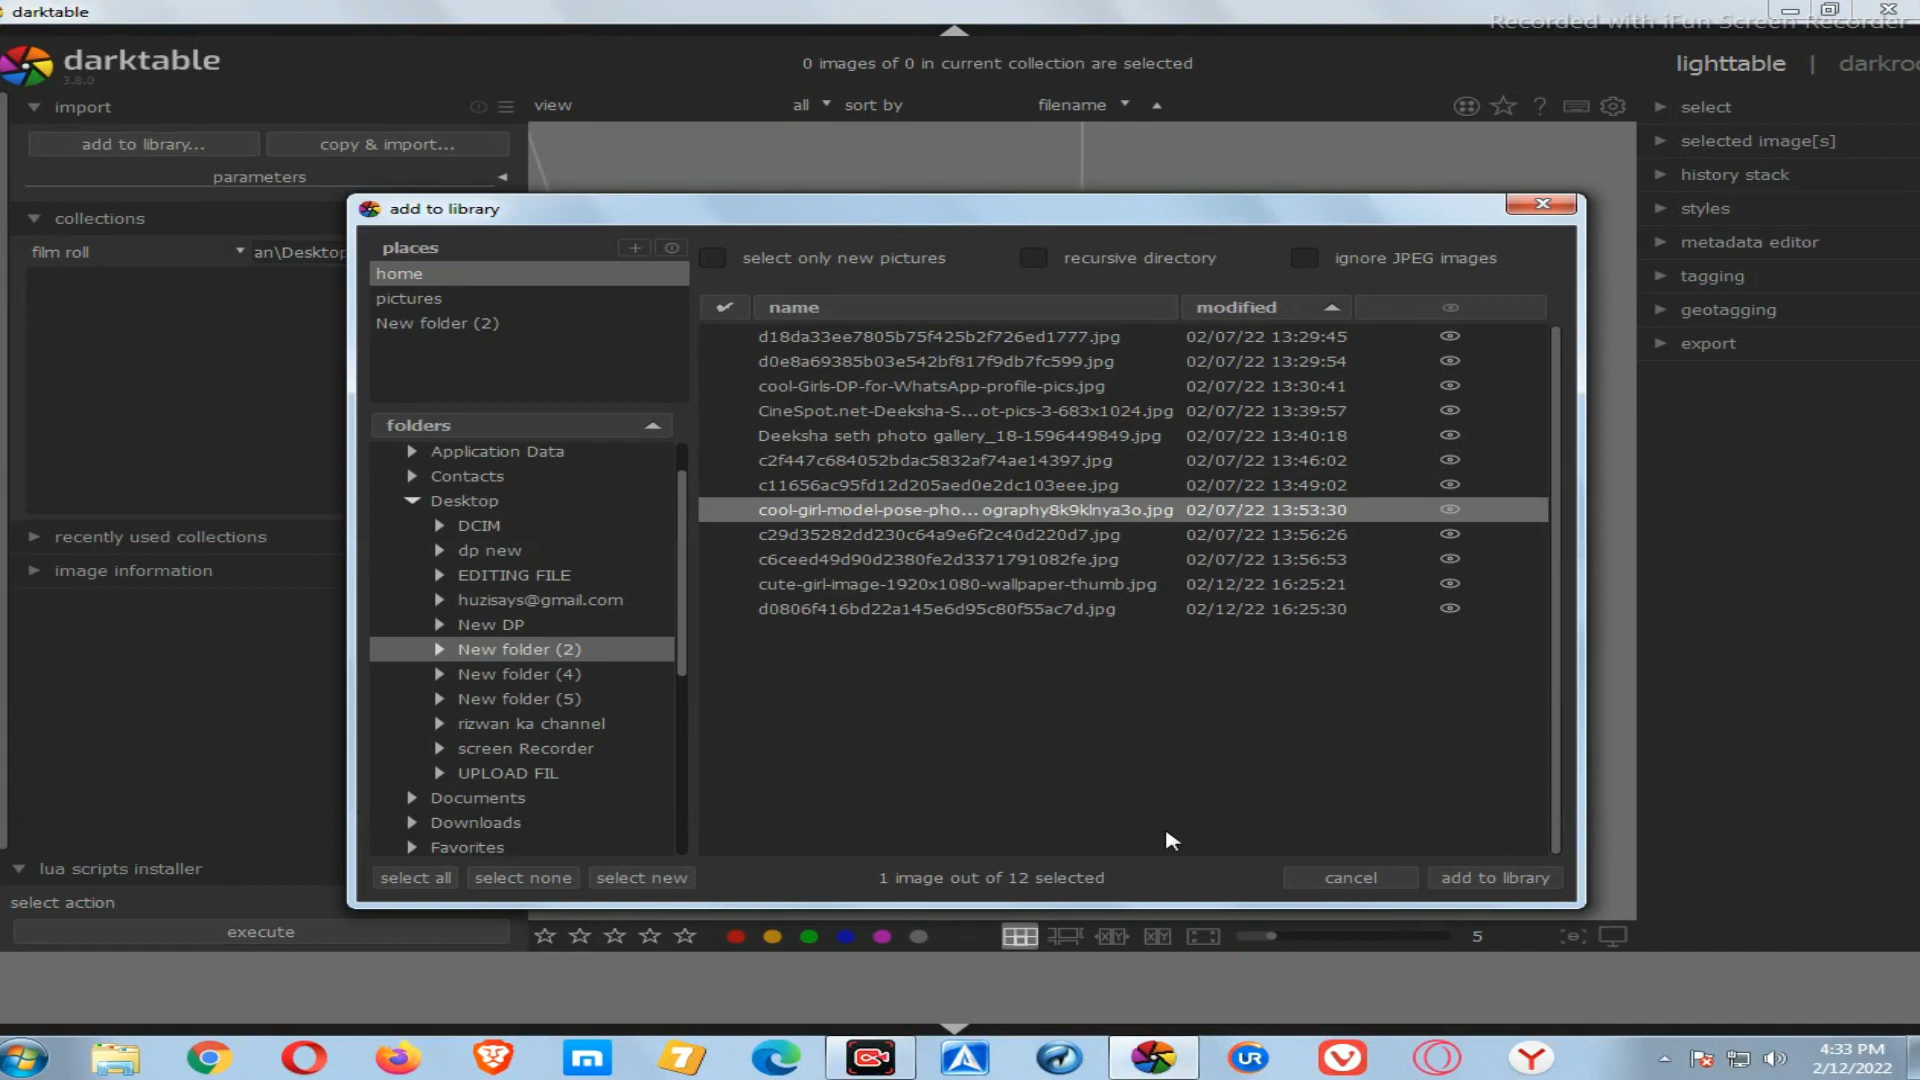 darktable
Recorded with iFun Screen Recorder
darktable
3.8.0
0 images of 0 in current collection are selected
lighttable | darkroo
import
view all sort by filename
add to library... copy & import...
parameters
collections
film roll an\Desktop
recently used collections
image information
lua scripts installer
select action
execute
select
selected image[s]
history stack
styles
metadata editor
tagging
geotagging
export
add to library
places
home
pictures
New folder (2)
folders
Application Data
Contacts
Desktop
DCIM
dp new
EDITING FILE
huzisays@gmail.com
New DP
New folder (2)
New folder (4)
New folder (5)
rizwan ka channel
screen Recorder
UPLOAD FIL
Documents
Downloads
Favorites
select only new pictures recursive directory ignore JPEG images
name modified
d18da33ee7805b75f425b2f726ed1777.jpg 02/07/22 13:29:45
d0e8a69385b03e542bf817f9db7fc599.jpg 02/07/22 13:29:54
cool-Girls-DP-for-WhatsApp-profile-pics.jpg 02/07/22 13:30:41
CineSpot.net-Deeksha-S...ot-pics-3-683x1024.jpg 02/07/22 13:39:57
Deeksha seth photo gallery_18-1596449849.jpg 02/07/22 13:40:18
c2f447c684052bdac5832af74ae14397.jpg 02/07/22 13:46:02
c11656ac95fd12d205aed0e2dc103eee.jpg 02/07/22 13:49:02
cool-girl-model-pose-pho... ography8k9klnya3o.jpg 02/07/22 13:53:30
c29d35282dd230c64a9e6f2c40d220d7.jpg 02/07/22 13:56:26
c6ceed49d90d2380fe2d3371791082fe.jpg 02/07/22 13:56:53
cute-girl-image-1920x1080-wallpaper-thumb.jpg 02/12/22 16:25:21
d0806f416bd22a145e6d95c80f55ac7d.jpg 02/12/22 16:25:30
select all select none select new 1 image out of 12 selected cancel add to library
5
4:33 PM
2/12/2022